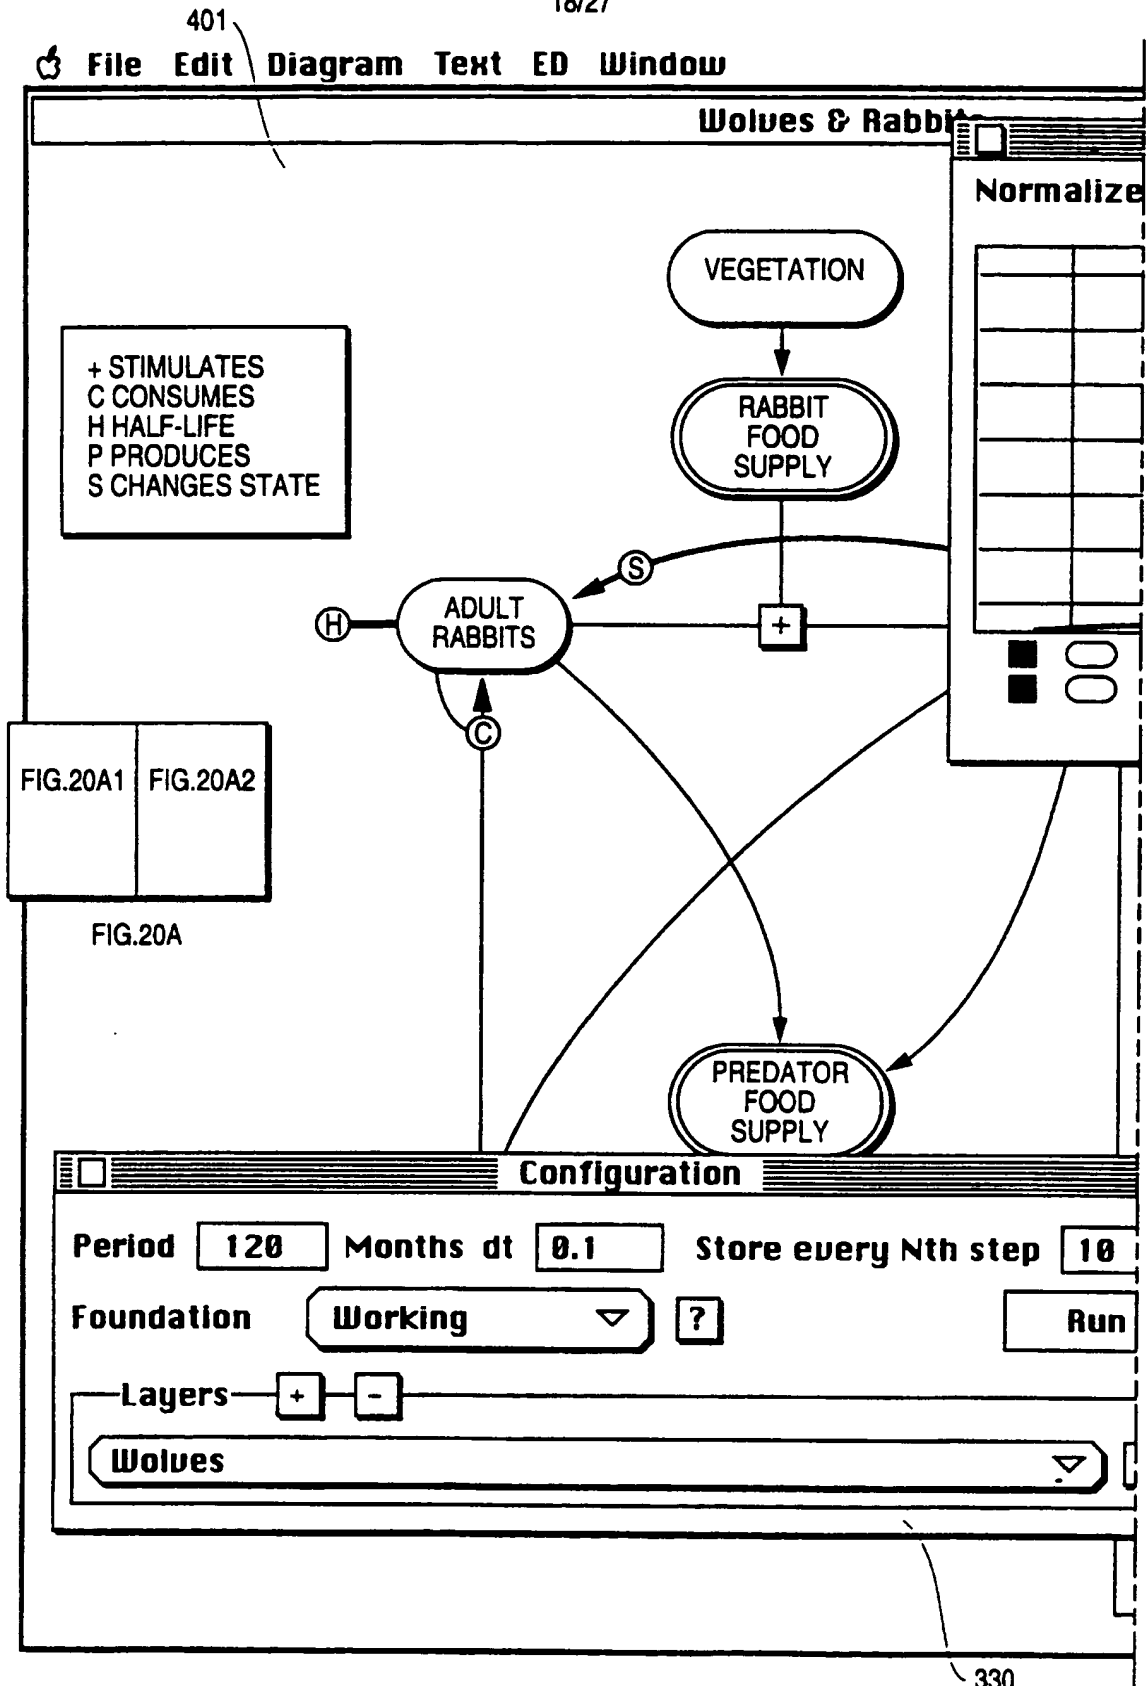 18/27
401
File Edit Diagram Text ED Window
Wolves & Rabbits
Normalize
VEGETATION
+ STIMULATES
C CONSUMES
H HALF-LIFE
P PRODUCES
S CHANGES STATE
RABBIT
FOOD
SUPPLY
S
H
ADULT
RABBITS
+
C
FIG.20A1 FIG.20A2
FIG.20A
PREDATOR
FOOD
SUPPLY
Configuration
Period 120 Months dt 0.1 Store every Nth step 10
Foundation Working ? Run
Layers + -
Wolves
330